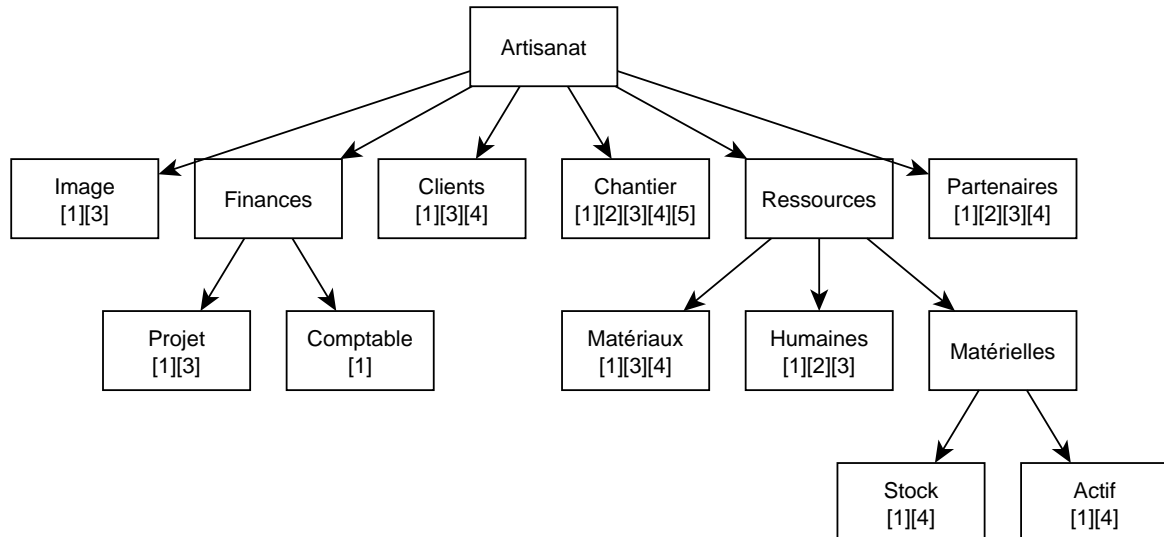 Artisanat
Image
[1][3]
Finances
Clients
[1][3][4]
Chantier
[1][2][3][4][5]
Ressources
Partenaires
[1][2][3][4]
Projet
[1][3]
Comptable
[1]
Matériaux
[1][3][4]
Humaines
[1][2][3]
Matérielles
Stock
[1][4]
Actif
[1][4]